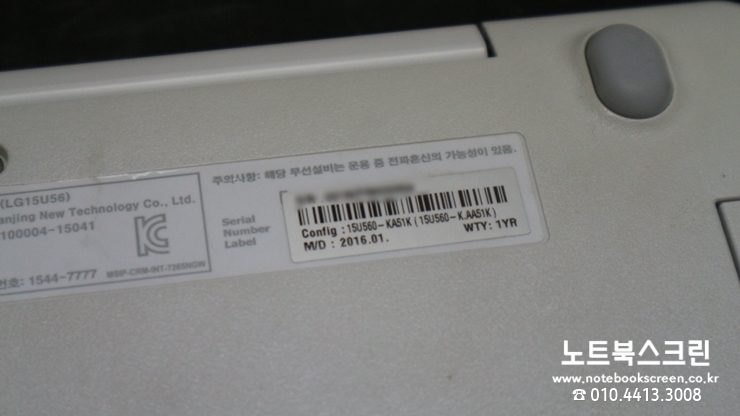 주의사항: 해당 무선설비는 운용 중 전파혼신의 가능성이 있음.
(LG15U56)
anjing New Technology Co., Ltd.
100004-15041
번호: 1544-7777
MSIP-CRM-INT-7265NGW
Serial
Number
Label
Config :15U560-KA51K (15U560-K.AA51K)
M/D : 2016.01.
WTY: 1YR
노트북스크린
www.notebookscreen.co.kr
☎ 010.4413.3008